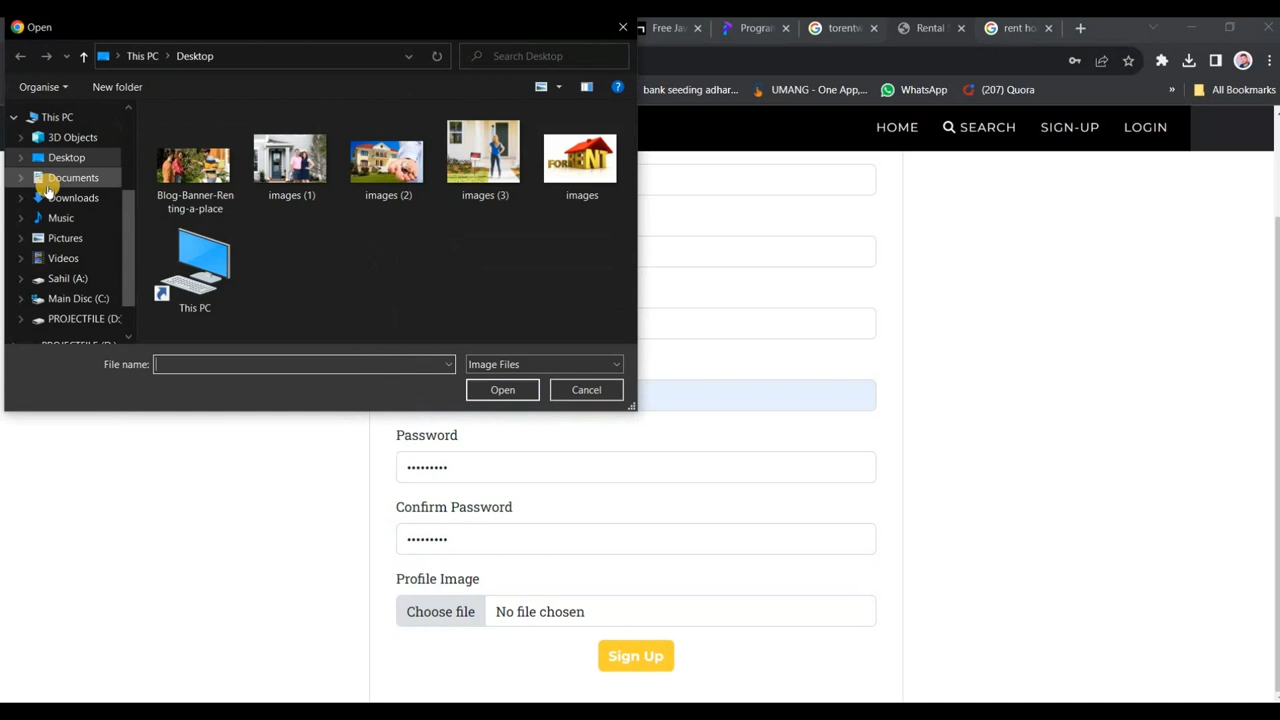 Open
Free Jav
Program
torentw
Rental
rent ho
This PC
Desktop
Search Desktop
Organise
New folder
bank seeding adhar...
UMANG - One App,...
WhatsApp
(207) Quora
»
All Bookmarks
This PC
3D Objects
Desktop
Documents
Downloads
Music
Pictures
Videos
Sahil (A:)
Main Disc (C:)
PROJECTFILE (D:
Blog-Banner-Ren
ting-a-place
images (1)
images (2)
images (3)
FOR RENT
images
This PC
HOME
SEARCH
SIGN-UP
LOGIN
File name:
Image Files
Open
Cancel
Password
•••••••••
Confirm Password
•••••••••
Profile Image
Choose file
No file chosen
Sign Up